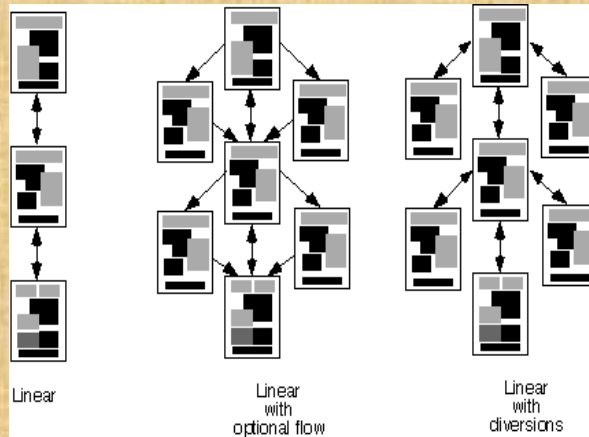 Linear
Linear
with
optional flow
Linear
with
diversions